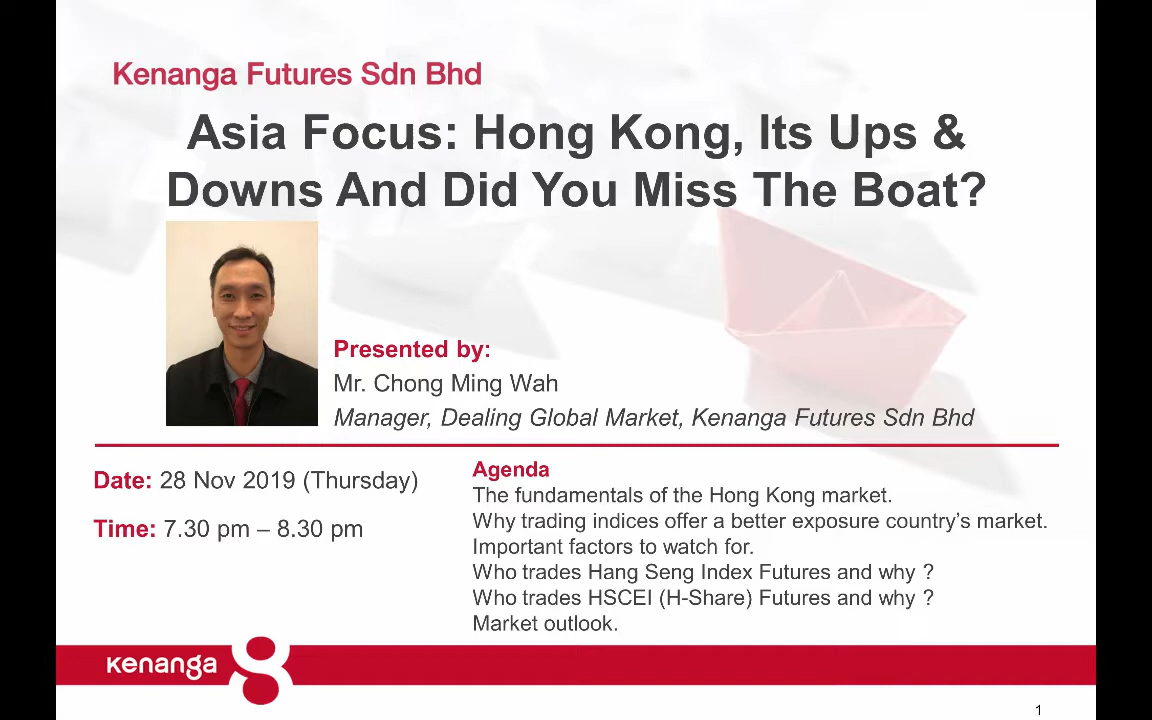 Kenanga Futures Sdn Bhd
Asia Focus: Hong Kong, Its Ups &
Downs And Did You Miss The Boat?
Presented by:
Mr. Chong Ming Wah
Manager, Dealing Global Market, Kenanga Futures Sdn Bhd
Date: 28 Nov 2019 (Thursday)
Time: 7.30 pm – 8.30 pm
Agenda
The fundamentals of the Hong Kong market.
Why trading indices offer a better exposure country’s market.
Important factors to watch for.
Who trades Hang Seng Index Futures and why ?
Who trades HSCEI (H-Share) Futures and why ?
Market outlook.
kenanga
1